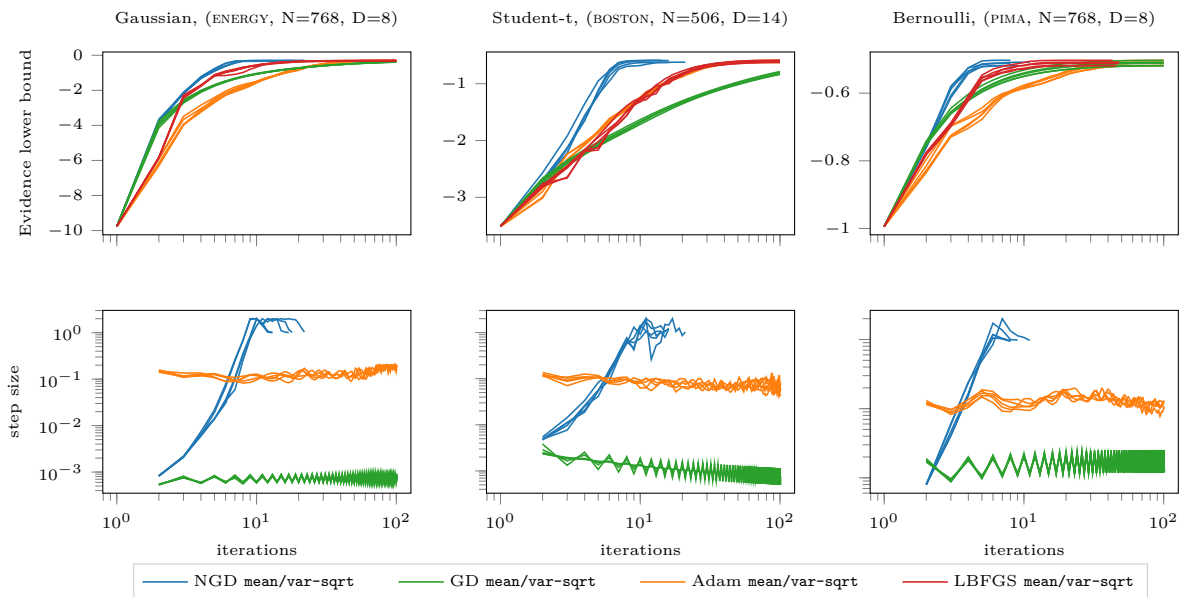 Gaussian, (ENERGY, N=768, D=8)
Student-t, (BOSTON, N=506, D=14)
Bernoulli, (PIMA, N=768, D=8)
Evidence lower bound
0
−2
−4
−6
−8
−10
−1
−2
−3
−0.6
−0.8
−1
step size
10^0
10^−1
10^−2
10^−3
10^0
10^1
10^2
10^0
10^1
10^2
10^0
10^1
10^2
iterations
iterations
iterations
NGD mean/var-sqrt
GD mean/var-sqrt
Adam mean/var-sqrt
LBFGS mean/var-sqrt